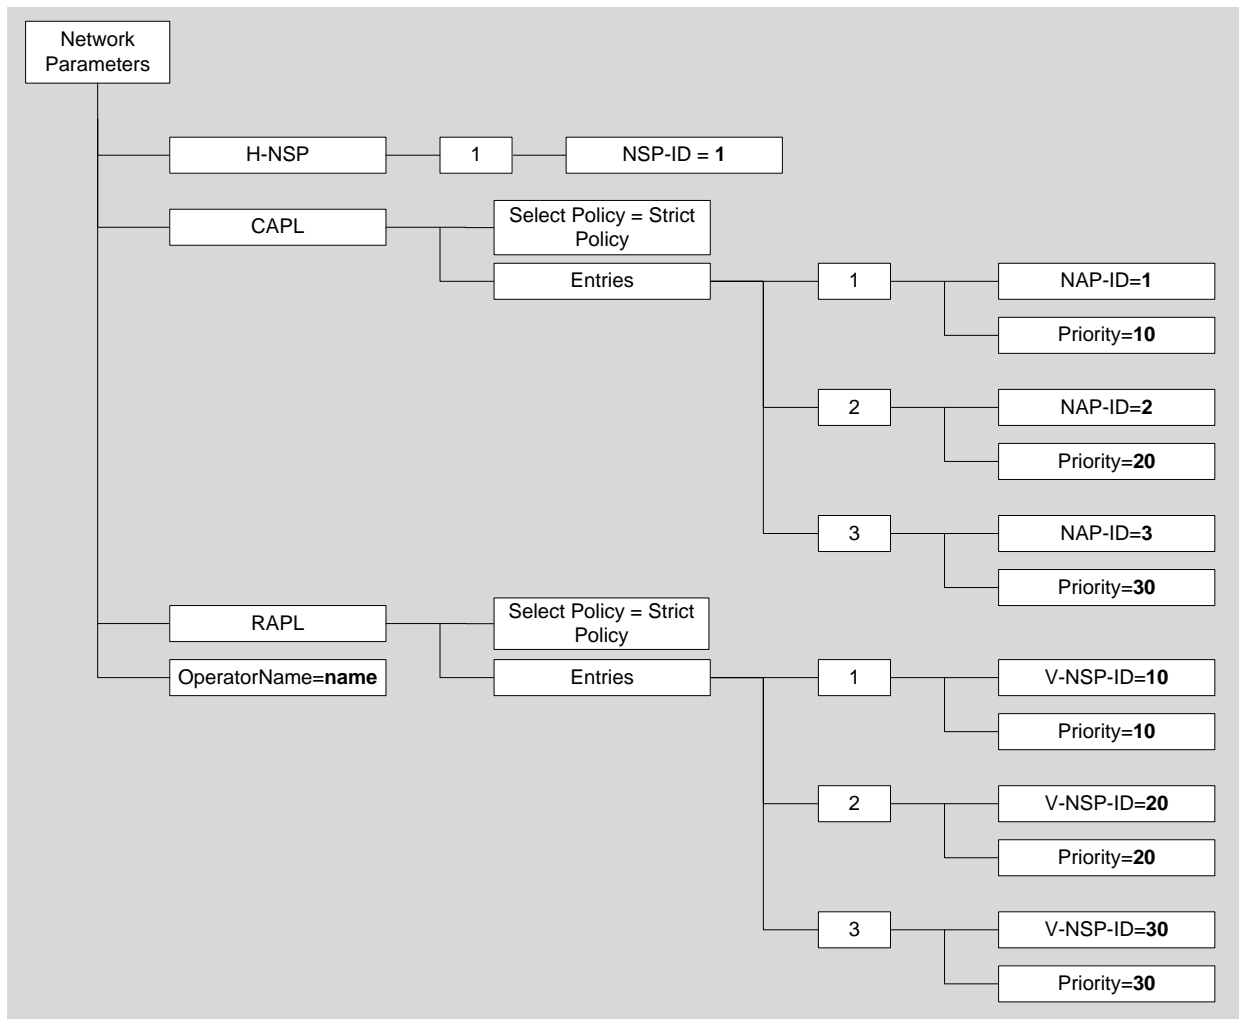 Network
Parameters
H-NSP
1
NSP-ID = 1
CAPL
Select Policy = Strict
Policy
Entries
1
NAP-ID=1
Priority=10
2
NAP-ID=2
Priority=20
3
NAP-ID=3
Priority=30
RAPL
Select Policy = Strict
Policy
OperatorName=name
Entries
1
V-NSP-ID=10
Priority=10
2
V-NSP-ID=20
Priority=20
3
V-NSP-ID=30
Priority=30